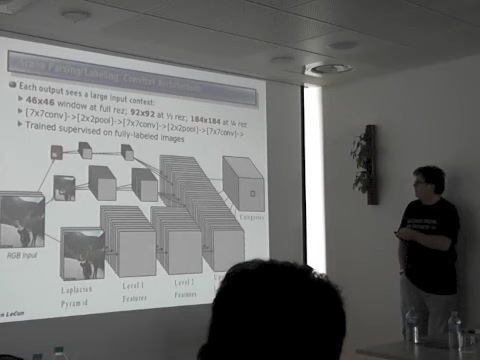 Scene Parsing/Labeling: ConvNet Architecture
Each output sees a large input context:
46x46 window at full rez; 92x92 at ½ rez; 184x184 at ¼ rez
[7x7conv]->[2x2pool]->[7x7conv]->[2x2pool]->[7x7conv]->
Trained supervised on fully-labeled images
Categories
RGB Input
Laplacian
Pyramid
Level 1
Features
Level 2
Features
LeCun